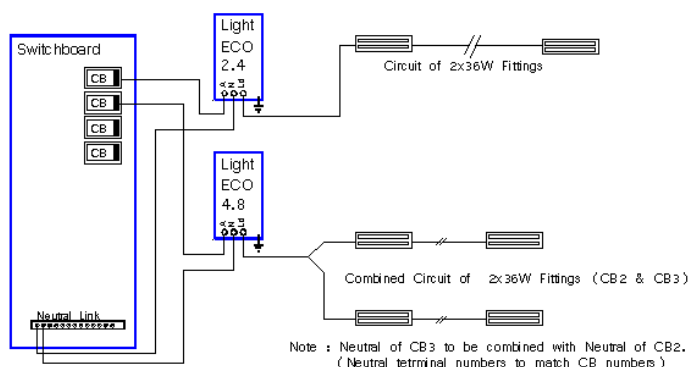 Switchboard
CB
CB
CB
CB
Neutral Link
Light
ECO
2.4
A N Ld
Circuit of 2x36W Fittings
Light
ECO
4.8
A N Ld
Combined Circuit of 2x36W Fittings (CB2 & CB3)
Note : Neutral of CB3 to be combined with Neutral of CB2.
( Neutral tetrminal numbers to match CB numbers )